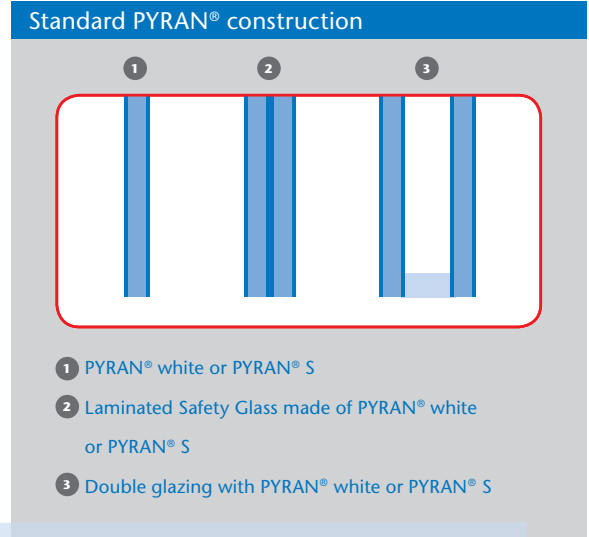 Standard PYRAN® construction
1 2 3
1 PYRAN® white or PYRAN® S
2 Laminated Safety Glass made of PYRAN® white
or PYRAN® S
3 Double glazing with PYRAN® white or PYRAN® S